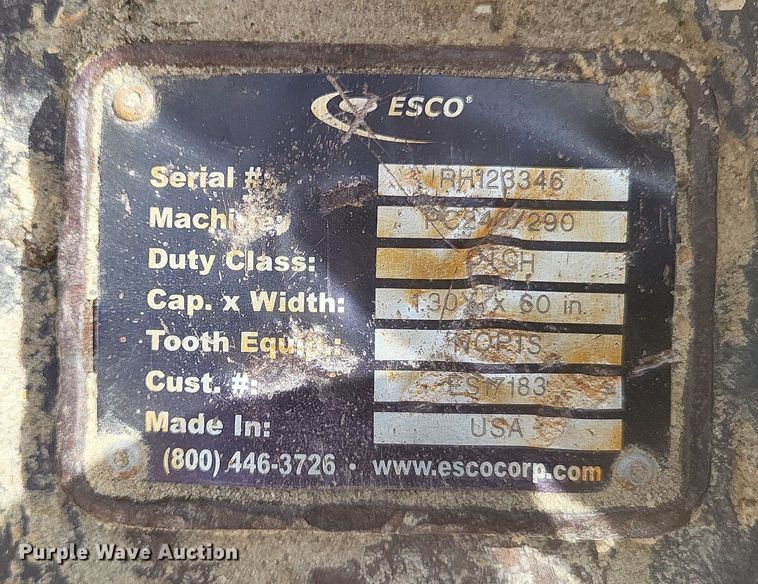 ESCO®
Serial #: RH123346
Machine: PC240/290
Duty Class:
Cap. x Width: x 60 in.
Tooth Equip.: NOPTS
Cust. #: ES17183
Made In: USA
(800) 446-3726 • www.escocorp.com
Purple Wave Auction